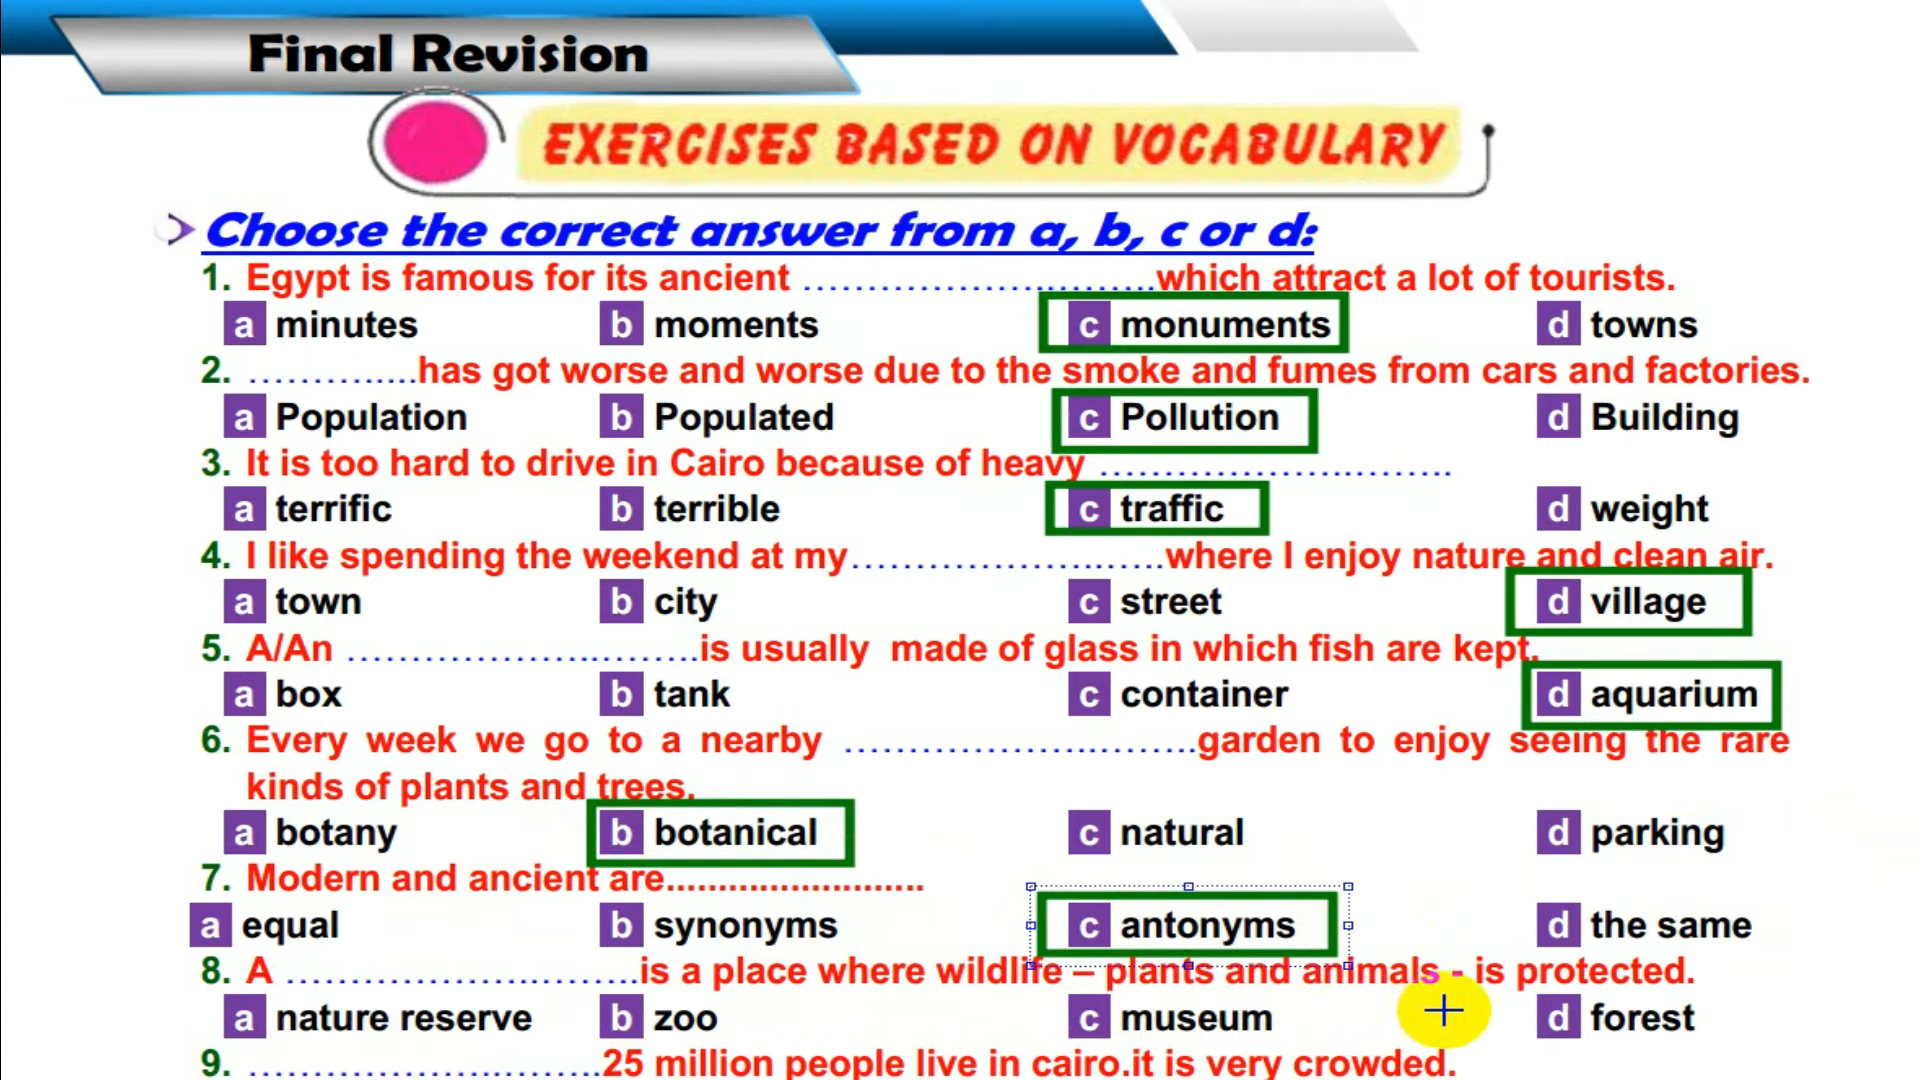 Final Revision
EXERCISES BASED ON VOCABULARY
Choose the correct answer from a, b, c or d:
1. Egypt is famous for its ancient ............................which attract a lot of tourists.
a minutes b moments c monuments d towns
2. ..............has got worse and worse due to the smoke and fumes from cars and factories.
a Population b Populated c Pollution d Building
3. It is too hard to drive in Cairo because of heavy ............................
a terrific b terrible c traffic d weight
4. I like spending the weekend at my.........................where I enjoy nature and clean air.
a town b city c street d village
5. A/An ............................is usually made of glass in which fish are kept.
a box b tank c container d aquarium
6. Every week we go to a nearby ............................garden to enjoy seeing the rare
kinds of plants and trees.
a botany b botanical c natural d parking
7. Modern and ancient are.........................
a equal b synonyms c antonyms d the same
8. A ............................is a place where wildlife – plants and animals - is protected.
a nature reserve b zoo c museum d forest
9. ............................25 million people live in cairo.it is very crowded.